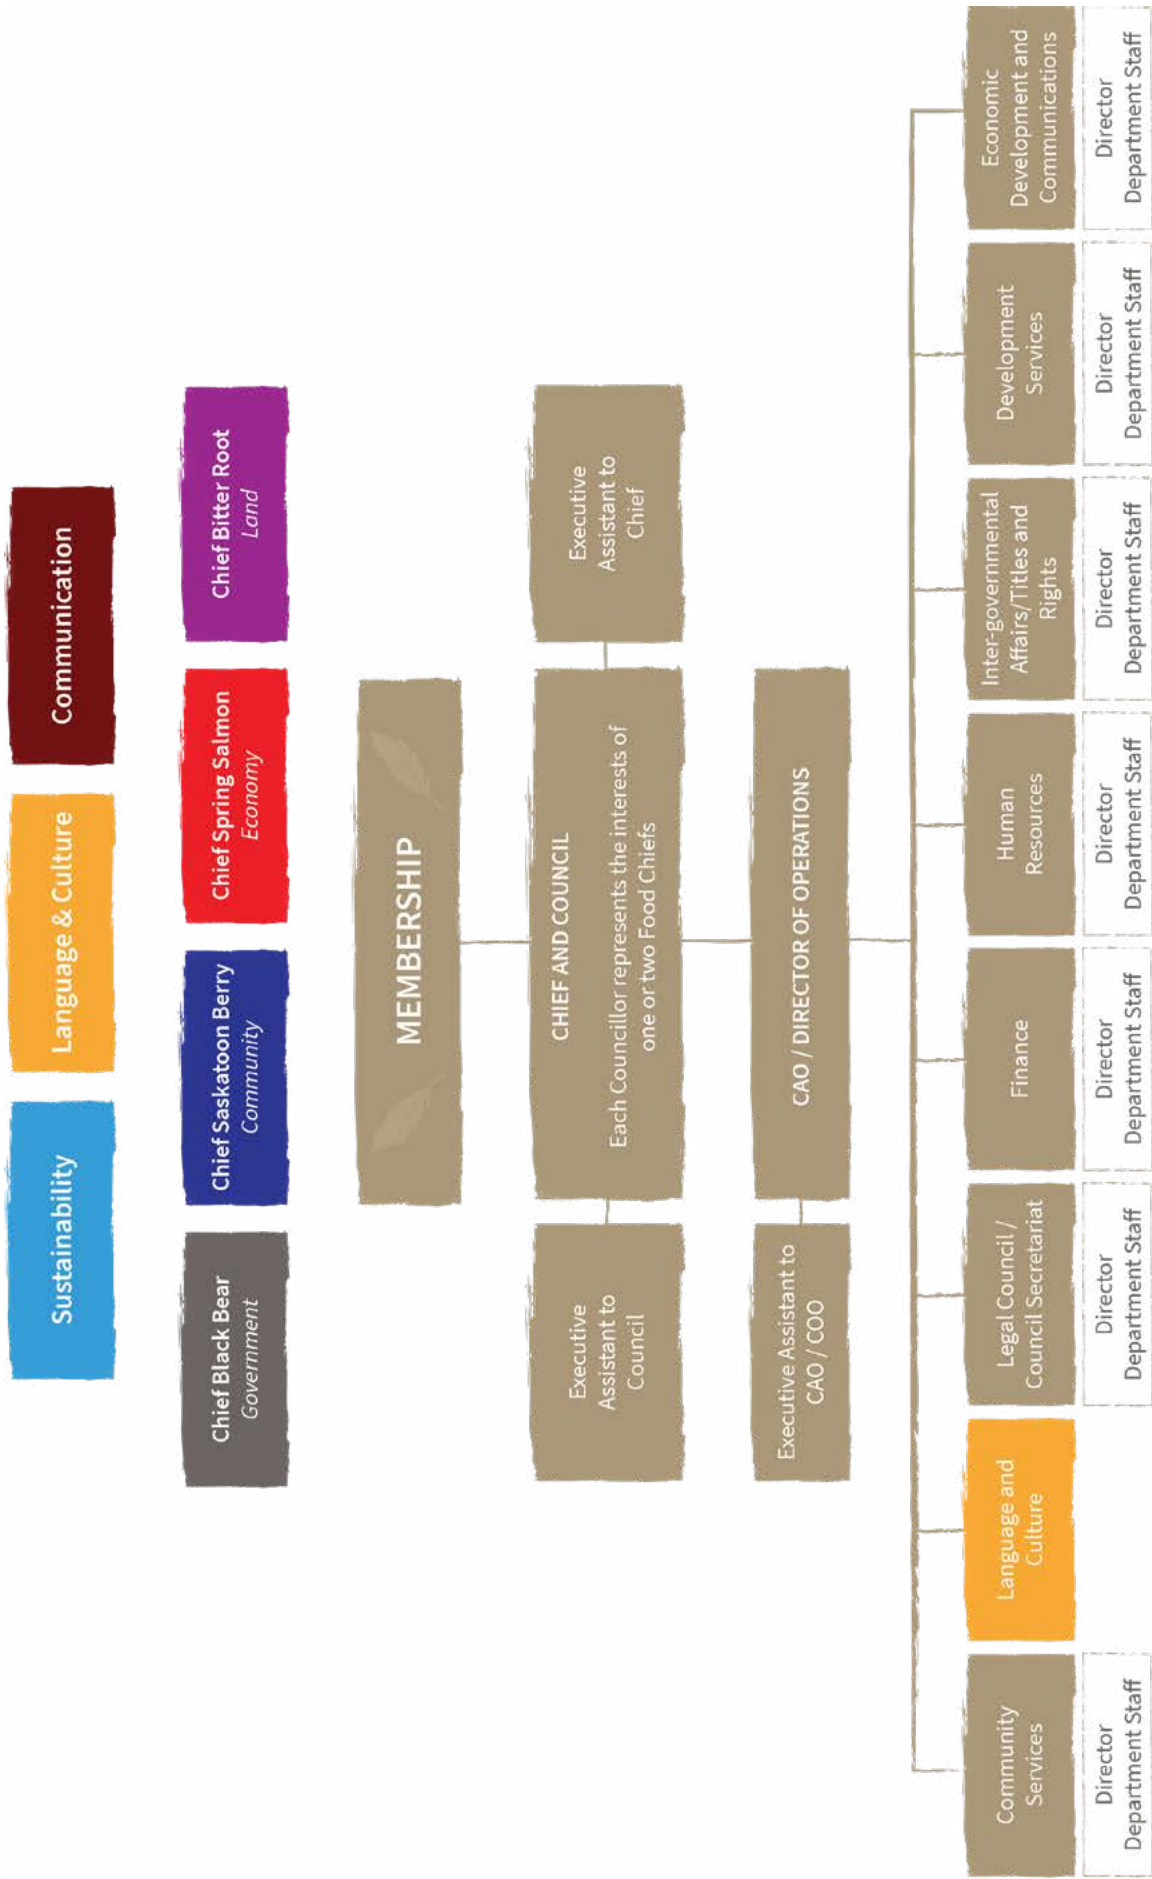 Sustainability
Language & Culture
Communication
Chief Black Bear
Government
Chief Saskatoon Berry
Community
Chief Spring Salmon
Economy
Chief Bitter Root
Land
MEMBERSHIP
Executive
Assistant to
Council
CHIEF AND COUNCIL
Each Councillor represents the interests of
one or two Food Chiefs
Executive
Assistant to
Chief
Executive Assistant to
CAO / COO
CAO / DIRECTOR OF OPERATIONS
Community
Services
Language and
Culture
Legal Council /
Council Secretariat
Finance
Human
Resources
Inter-governmental
Affairs/Titles and
Rights
Development
Services
Economic
Development and
Communications
Director
Department Staff
Director
Department Staff
Director
Department Staff
Director
Department Staff
Director
Department Staff
Director
Department Staff
Director
Department Staff